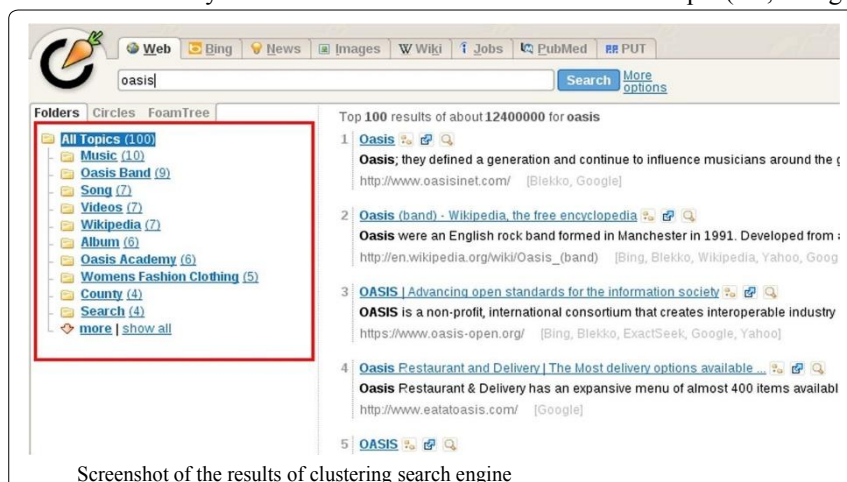 Web Bing News Images Wiki Jobs PubMed PUT
oasis
Search More options
Folders Circles FoamTree
All Topics (100)
Music (10)
Oasis Band (9)
Song (7)
Videos (7)
Wikipedia (7)
Album (6)
Oasis Academy (6)
Womens Fashion Clothing (5)
County (4)
Search (4)
more | show all
Top 100 results of about 12400000 for oasis
1 Oasis
Oasis; they defined a generation and continue to influence musicians around the
http://www.oasisinet.com/ [Blekko, Google]
2 Oasis (band) - Wikipedia, the free encyclopedia
Oasis were an English rock band formed in Manchester in 1991. Developed from
http://en.wikipedia.org/wiki/Oasis_(band) [Bing, Blekko, Wikipedia, Yahoo, Goog
3 OASIS | Advancing open standards for the information society
OASIS is a non-profit, international consortium that creates interoperable industry
https://www.oasis-open.org/ [Bing, Blekko, ExactSeek, Google, Yahoo]
4 Oasis Restaurant and Delivery | The Most delivery options available ...
Oasis Restaurant & Delivery has an expansive menu of almost 400 items availabl
http://www.eatatoasis.com/ [Google]
5 OASIS
Screenshot of the results of clustering search engine